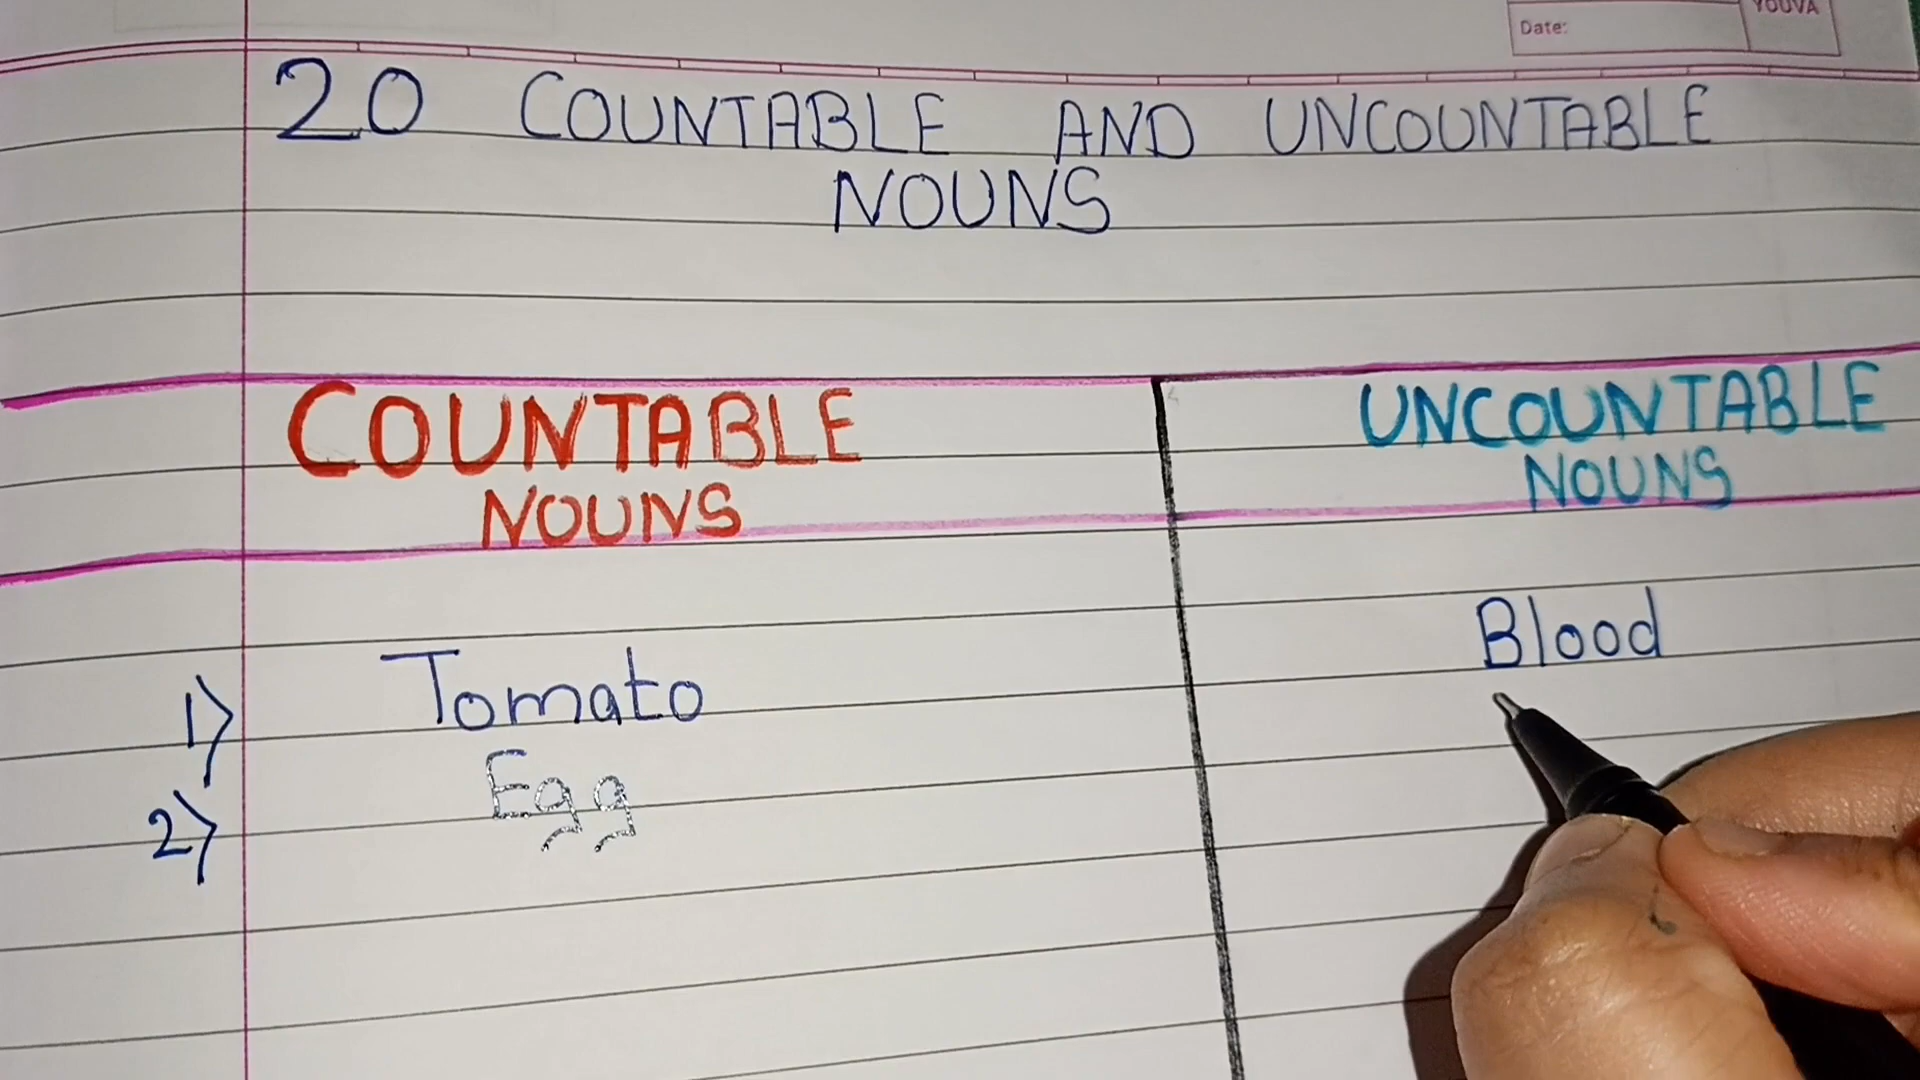 Date:
YOUVA
20 COUNTABLE AND UNCOUNTABLE
NOUNS
COUNTABLE
NOUNS
UNCOUNTABLE
NOUNS
1) Tomato
Blood
2) Egg